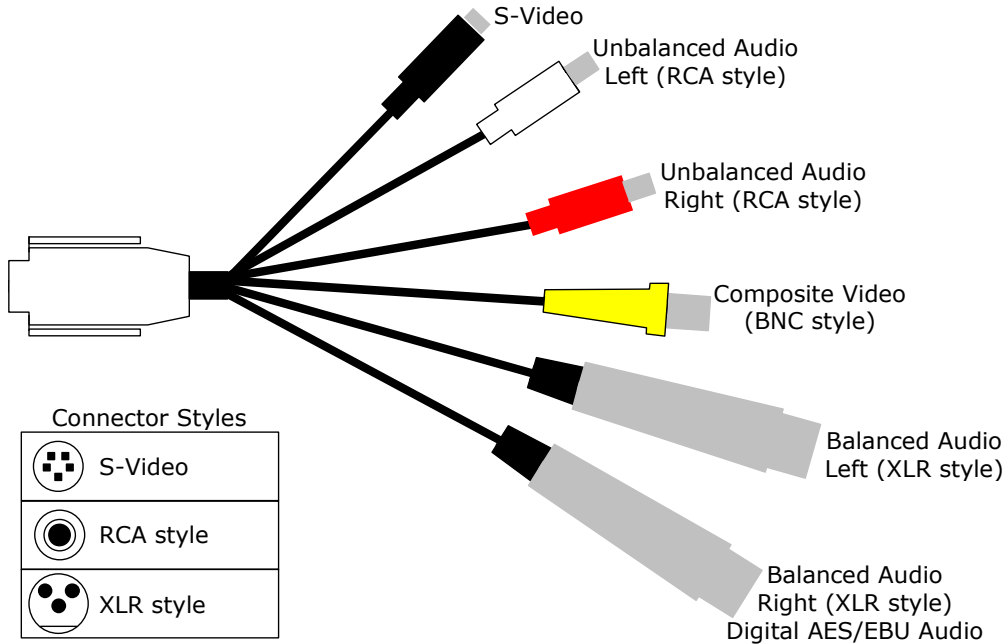 S-Video
Unbalanced Audio
Left (RCA style)
Unbalanced Audio
Right (RCA style)
Composite Video
(BNC style)
Balanced Audio
Left (XLR style)
Balanced Audio
Right (XLR style)
Digital AES/EBU Audio
Connector Styles
S-Video
RCA style
XLR style